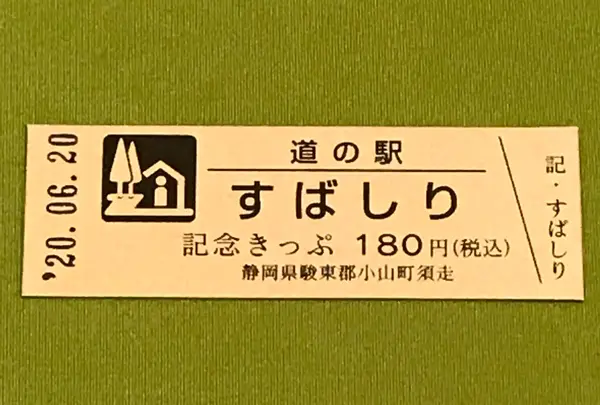 '20.06.20
道の駅
すばしり
記念きっぷ 180円(税込)
静岡県駿東郡小山町須走
記・すばしり